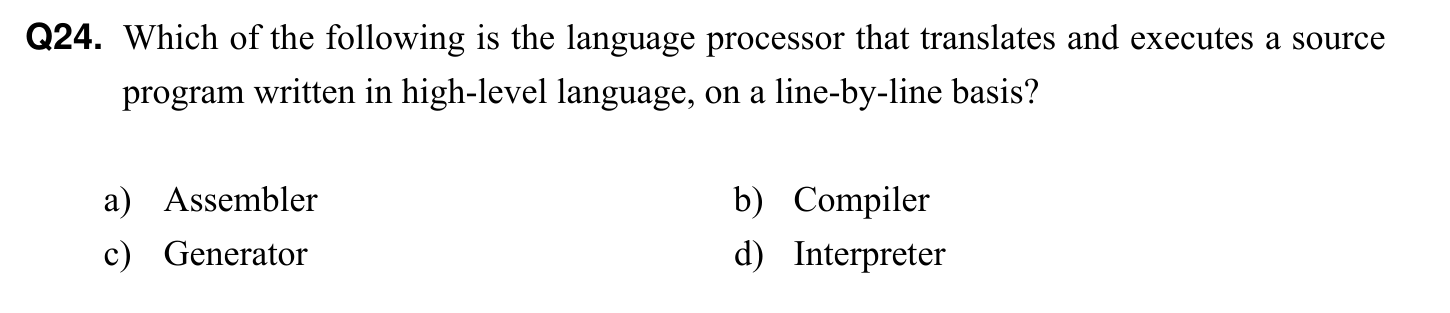 Q24. Which of the following is the language processor that translates and executes a source
program written in high-level language, on a line-by-line basis?
a) Assembler b) Compiler
c) Generator d) Interpreter